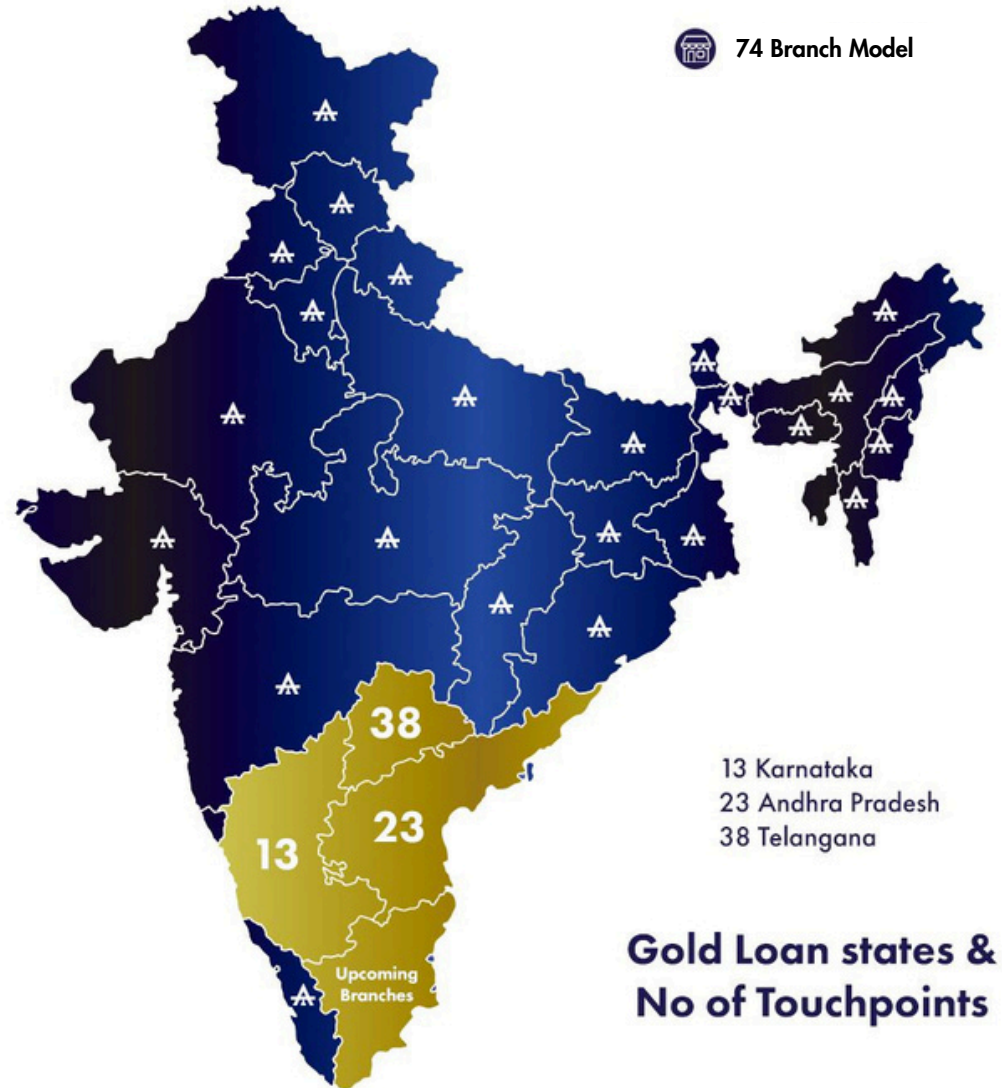 74 Branch Model
38
23
13
Upcoming
Branches
13 Karnataka
23 Andhra Pradesh
38 Telangana
Gold Loan states &
No of Touchpoints